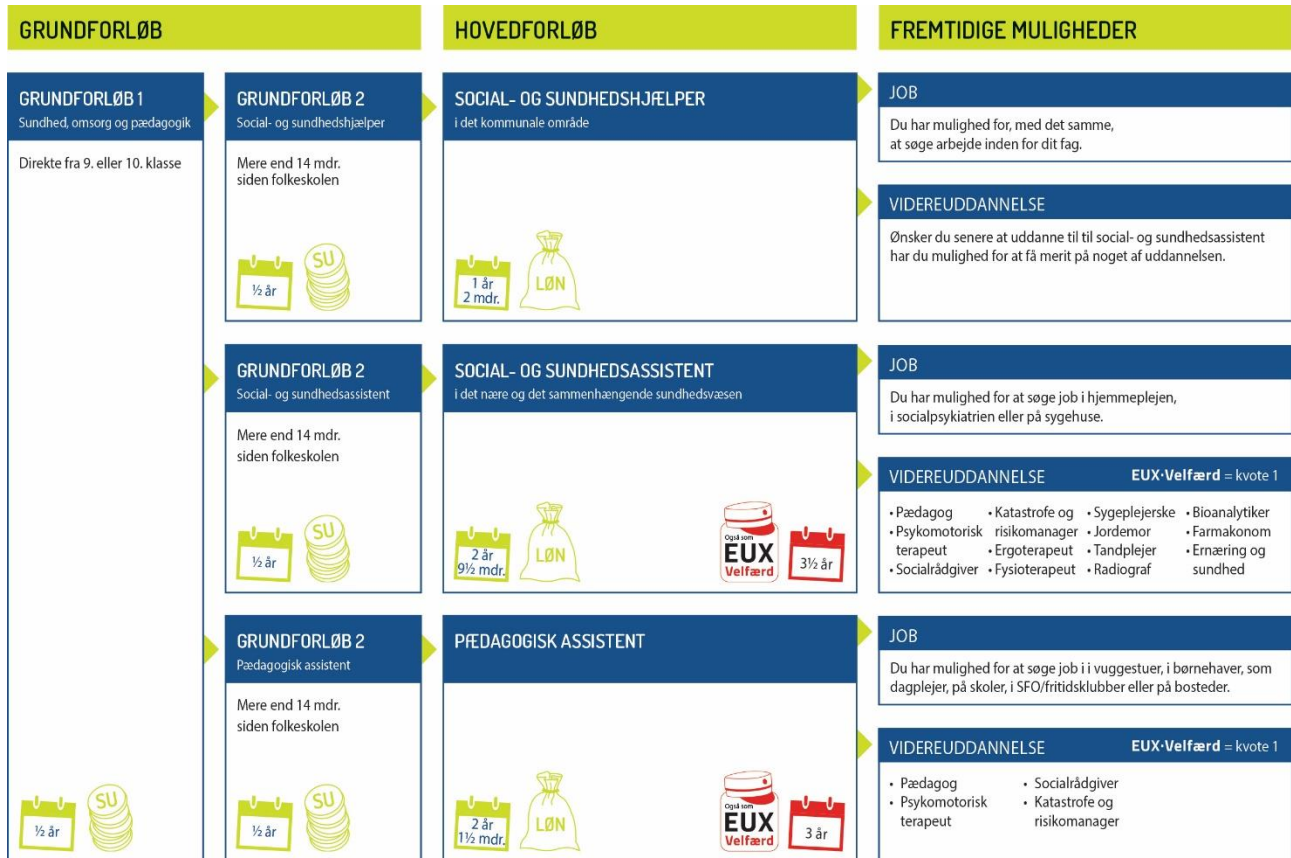 GRUNDFORLØB
HOVEDFORLØB
FREMTIDIGE MULIGHEDER
GRUNDFORLØB 1
Sundhed, omsorg og pædagogik
Direkte fra 9. eller 10. klasse
½ år
SU
GRUNDFORLØB 2
Social- og sundhedshjælper
Mere end 14 mdr.
siden folkeskolen
½ år
SU
SOCIAL- OG SUNDHEDSHJÆLPER
i det kommunale område
1 år
2 mdr.
LØN
JOB
Du har mulighed for, med det samme,
at søge arbejde inden for dit fag.
VIDEREUDDANNELSE
Ønsker du senere at uddanne til til social- og sundhedsassistent
har du mulighed for at få merit på noget af uddannelsen.
GRUNDFORLØB 2
Social- og sundhedsassistent
Mere end 14 mdr.
siden folkeskolen
½ år
SU
SOCIAL- OG SUNDHEDSASSISTENT
i det nære og det sammenhængende sundhedsvæsen
2 år
9½ mdr.
LØN
Også som
EUX
Velfærd
3½ år
JOB
Du har mulighed for at søge job i hjemmeplejen,
i socialpsykiatrien eller på sygehuse.
VIDEREUDDANNELSE EUX·Velfærd = kvote 1
• Pædagog
• Psykomotorisk
terapeut
• Socialrådgiver
• Katastrofe og
risikomanager
• Ergoterapeut
• Fysioterapeut
• Sygeplejerske
• Jordemor
• Tandplejer
• Radiograf
• Bioanalytiker
• Farmakonom
• Ernæring og
sundhed
GRUNDFORLØB 2
Pædagogisk assistent
Mere end 14 mdr.
siden folkeskolen
½ år
SU
PÆDAGOGISK ASSISTENT
2 år
1½ mdr.
LØN
Også som
EUX
Velfærd
3 år
JOB
Du har mulighed for at søge job i i vuggestuer, i børnehaver, som
dagplejer, på skoler, i SFO/fritidsklubber eller på bosteder.
VIDEREUDDANNELSE EUX·Velfærd = kvote 1
• Pædagog
• Psykomotorisk
terapeut
• Socialrådgiver
• Katastrofe og
risikomanager